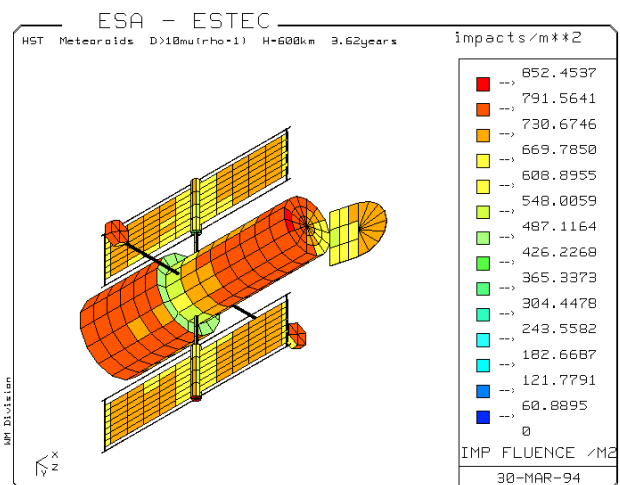 ESA - ESTEC
HST Meteoroids D>10mu(rho=1) H=600km 3.62years
impacts/m**2
--> 852.4537
--> 791.5641
--> 730.6746
--> 669.7850
--> 608.8955
--> 548.0059
--> 487.1164
--> 426.2268
--> 365.3373
--> 304.4478
--> 243.5582
--> 182.6687
--> 121.7791
--> 60.8895
0
IMP FLUENCE /M2
30-MAR-94
WM Division
X
Y Z